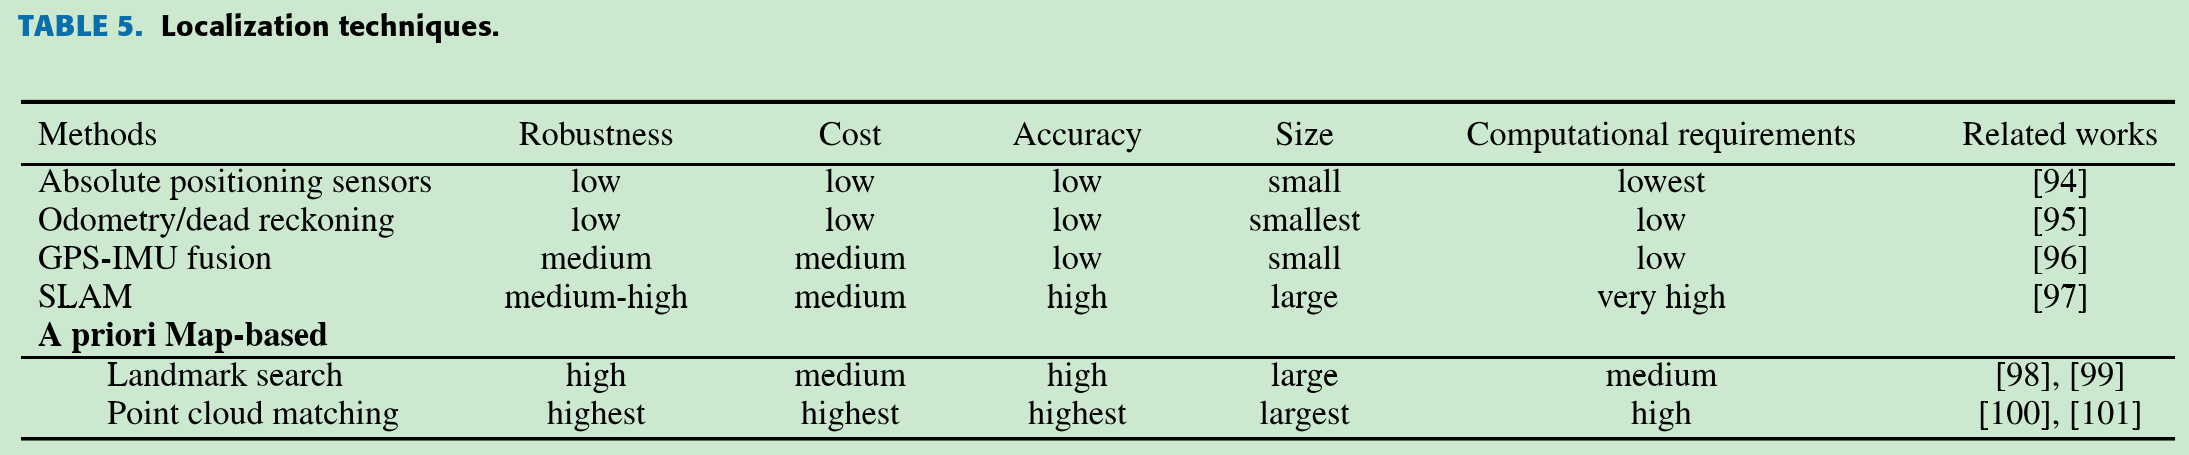 TABLE 5. Localization techniques.
Methods Robustness Cost Accuracy Size Computational requirements Related works
Absolute positioning sensors low low low small lowest [94]
Odometry/dead reckoning low low low smallest low [95]
GPS-IMU fusion medium medium low small low [96]
SLAM medium-high medium high large very high [97]
A priori Map-based
Landmark search high medium high large medium [98], [99]
Point cloud matching highest highest highest largest high [100], [101]